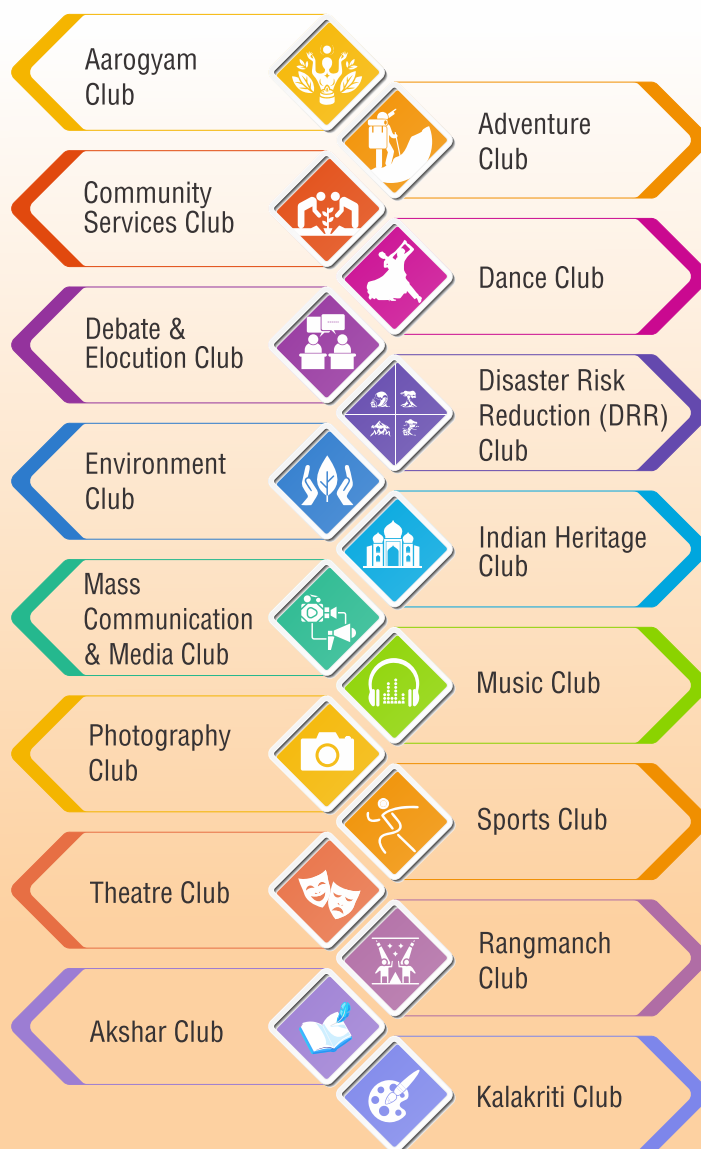 Aarogyam
Club
Adventure
Club
Community
Services Club
Dance Club
Debate &
Elocution Club
Disaster Risk
Reduction (DRR)
Club
Environment
Club
Indian Heritage
Club
Mass
Communication
& Media Club
Music Club
Photography
Club
Sports Club
Theatre Club
Rangmanch
Club
Akshar Club
Kalakriti Club